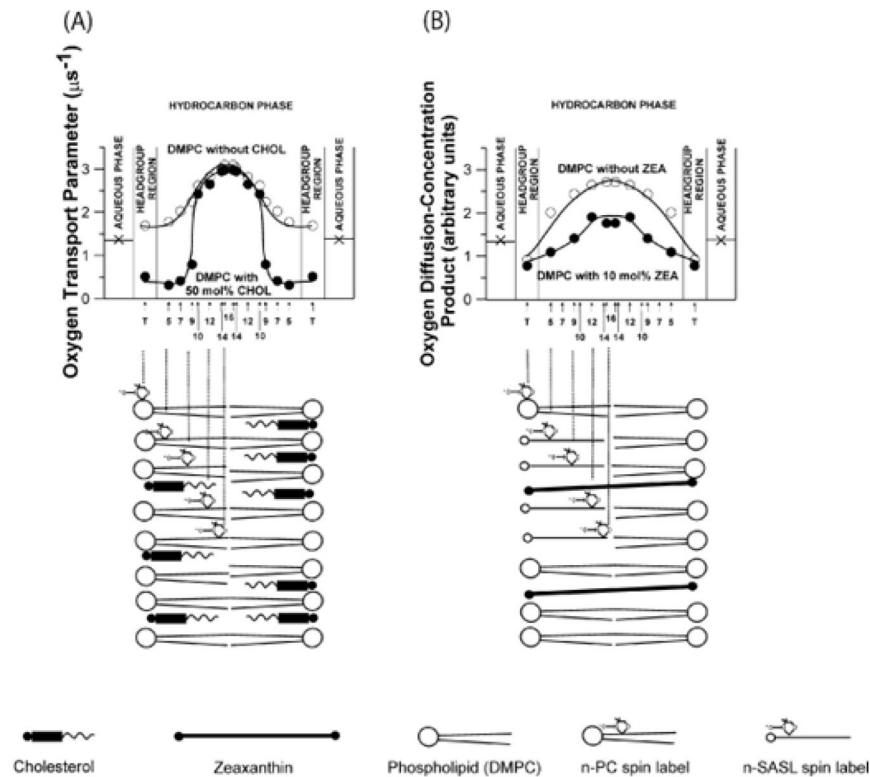 (A)
Oxygen Transport Parameter (µs⁻¹)
HYDROCARBON PHASE
AQUEOUS PHASE
HEADGROUP
REGION
DMPC without CHOL
HEADGROUP
REGION
AQUEOUS PHASE
3
2
1
0
DMPC with
50 mol% CHOL
T 5 7 9 12 16 12 9 7 5 T
10 14 14 10
(B)
Oxygen Diffusion-Concentration
Product (arbitrary units)
HYDROCARBON PHASE
AQUEOUS PHASE
HEADGROUP
REGION
DMPC without ZEA
HEADGROUP
REGION
AQUEOUS PHASE
3
2
1
0
DMPC with 10 mol% ZEA
T 5 7 9 12 16 12 9 7 5 T
10 14 14 10
Cholesterol
Zeaxanthin
Phospholipid (DMPC)
n-PC spin label
n-SASL spin label